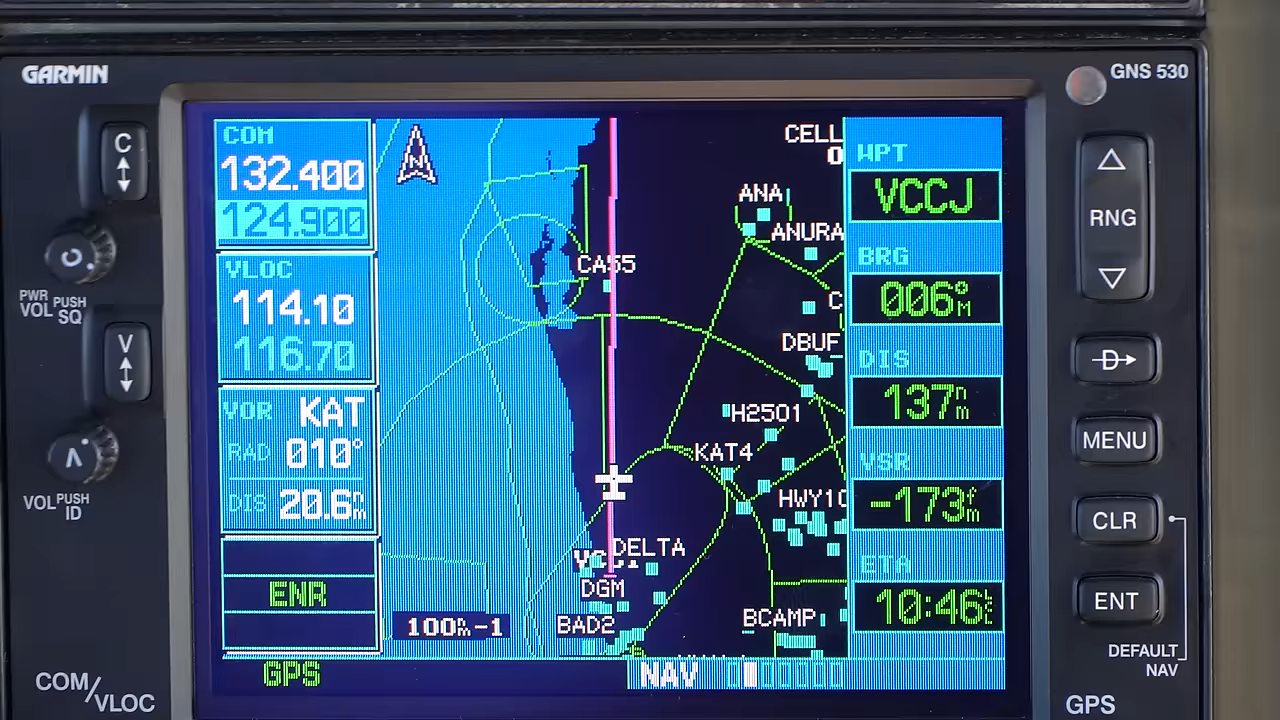 GARMIN
GNS 530
C
PWR
VOL
PUSH
SQ
V
VOL
PUSH
ID
COM/VLOC
COM
132.400
124.900
VLOC
114.10
116.70
VOR KAT
RAD 010°
DIS 20.6nm
ENR
GPS
N
CELL
0
ANA
ANURA
CA55
C
DBUF
H2501
KAT4
HWY10
DELTA
DGM
BAD2
BCAMP
100nm-1
NAV
WPT
VCCJ
BRG
006°M
DIS
137nm
VSR
-173fm
ETA
10:46
RNG
D
MENU
CLR
ENT
DEFAULT
NAV
GPS